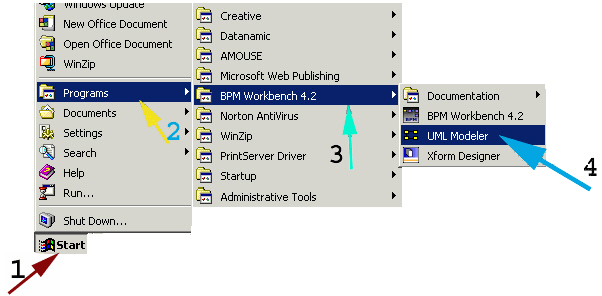 Windows Update
New Office Document
Open Office Document
WinZip
Programs
Documents
Settings
Search
Help
Run...
Shut Down...
Start
1
2
Creative
Datanamic
AMOUSE
Microsoft Web Publishing
BPM Workbench 4.2
Norton AntiVirus
WinZip
PrintServer Driver
Startup
Administrative Tools
3
Documentation
BPM Workbench 4.2
UML Modeler
Xform Designer
4